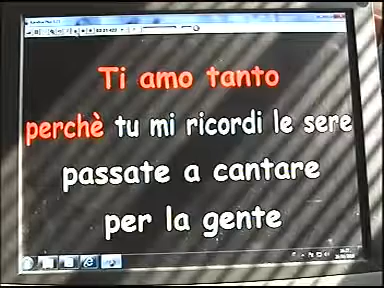 Ti amo tanto
perchè tu mi ricordi le sere
passate a cantare
per la gente